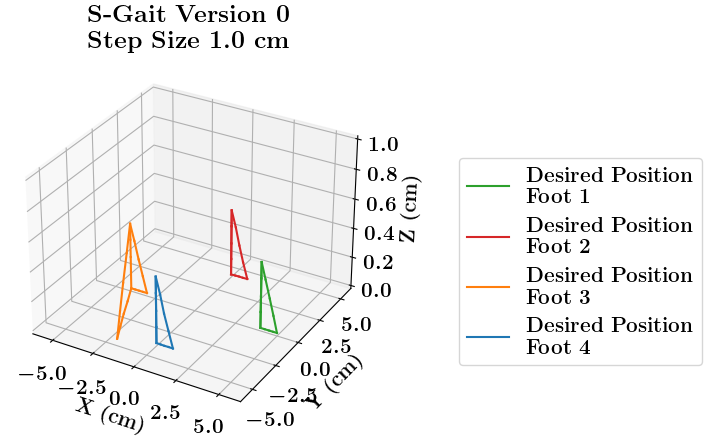 S-Gait Version 0
Step Size 1.0 cm
1.0
0.8
0.6
0.4
0.2
0.0
Z (cm)
−5.0
−2.5
0.0
2.5
5.0
X (cm)
5.0
2.5
0.0
−2.5
−5.0
Y (cm)
Desired Position
Foot 1
Desired Position
Foot 2
Desired Position
Foot 3
Desired Position
Foot 4